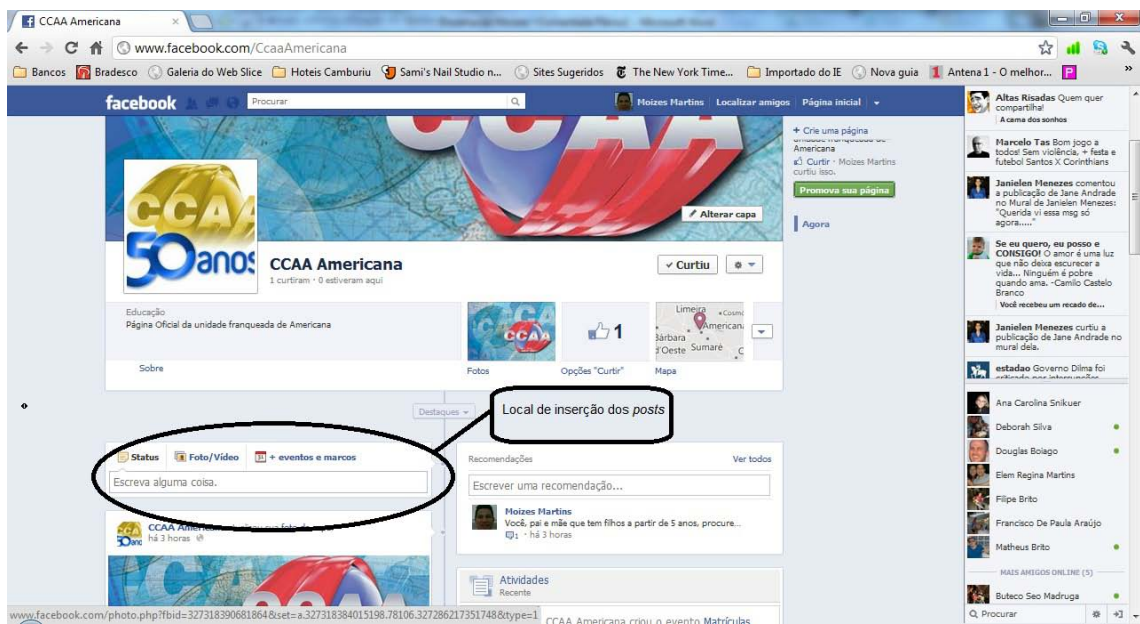 CCAA Americana
www.facebook.com/CcaaAmericana
Bancos
Bradesco
Galeria do Web Slice
Hoteis Camburiu
Sami's Nail Studio n...
Sites Sugeridos
The New York Time...
Importado do IE
Nova guia
Antena 1 - O melhor...
»
facebook
Procurar
Moizes Martins
Localizar amigos
Página inicial
CCAA
CCAA
50anos
Alterar capa
CCAA Americana
1 curtiram · 0 estiveram aqui
Curtiu
Educação
Página Oficial da unidade franqueada de Americana
Sobre
CCAA
Fotos
1
Opções "Curtir"
Limeira
Cosmo
Americana
Bárbara
d'Oeste
Sumaré
Mapa
+ Crie uma página
Americana
Curtir · Moizes Martins
curtiu isso.
Promova sua página
Agora
Destaques
Local de inserção dos posts
Status
Foto/Vídeo
+ eventos e marcos
Escreva alguma coisa.
CCAA
há 3 horas
Recomendações
Ver todos
Escrever uma recomendação...
Moizes Martins
Você, pai e mãe que tem filhos a partir de 5 anos, procure...
1 · há 3 horas
Atividades
Recente
CCAA Americana criou o evento Matrículas
Altas Risadas Quem quer
compartilha!
A cama dos sonhos
Marcelo Tas Bom jogo a
todos! Sem violência, + festa e
futebol Santos X Corinthians
Janielen Menezes comentou
a publicação de Jane Andrade
no Mural de Janielen Menezes:
"Querida vi essa msg só
agora....."
Se eu quero, eu posso e
CONSIGO! O amor é uma luz
que não deixa escurecer a
vida... Ninguém é pobre
quando ama. -Camilo Castelo
Branco
Você recebeu um recado de...
Janielen Menezes curtiu a
publicação de Jane Andrade no
mural dela.
estadao Governo Dilma foi
Ana Carolina Snikuer
Deborah Silva
Douglas Bolago
Elem Regina Martins
Filipe Brito
Francisco De Paula Araújo
Matheus Brito
MAIS AMIGOS ONLINE (5)
Buteco Seo Madruga
Procurar
www.facebook.com/photo.php?fbid=327318390681864&set=a.327318384015198.78106.327286217351748&type=1